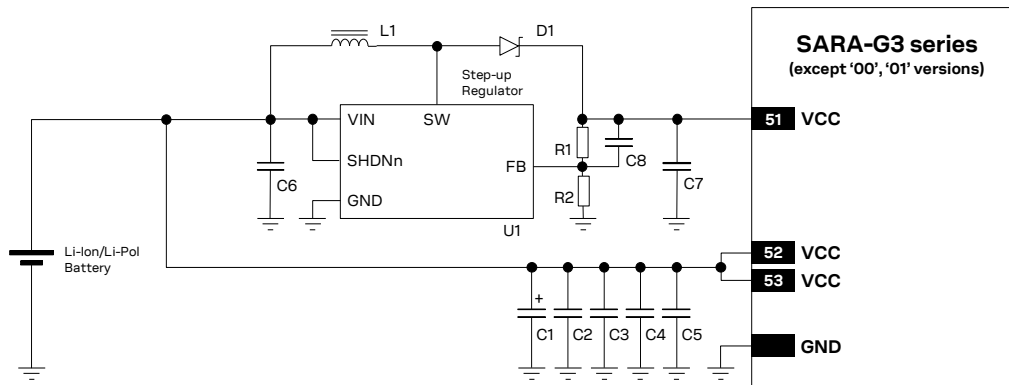 L1
D1
SARA-G3 series
(except ‘00’, ‘01’ versions)
Step-up
Regulator
VIN
SW
51 VCC
R1
C8
SHDNn
FB
C6
C7
R2
GND
U1
Li-Ion/Li-Pol
Battery
52 VCC
53 VCC
+
C1
C2
C3
C4
C5
GND